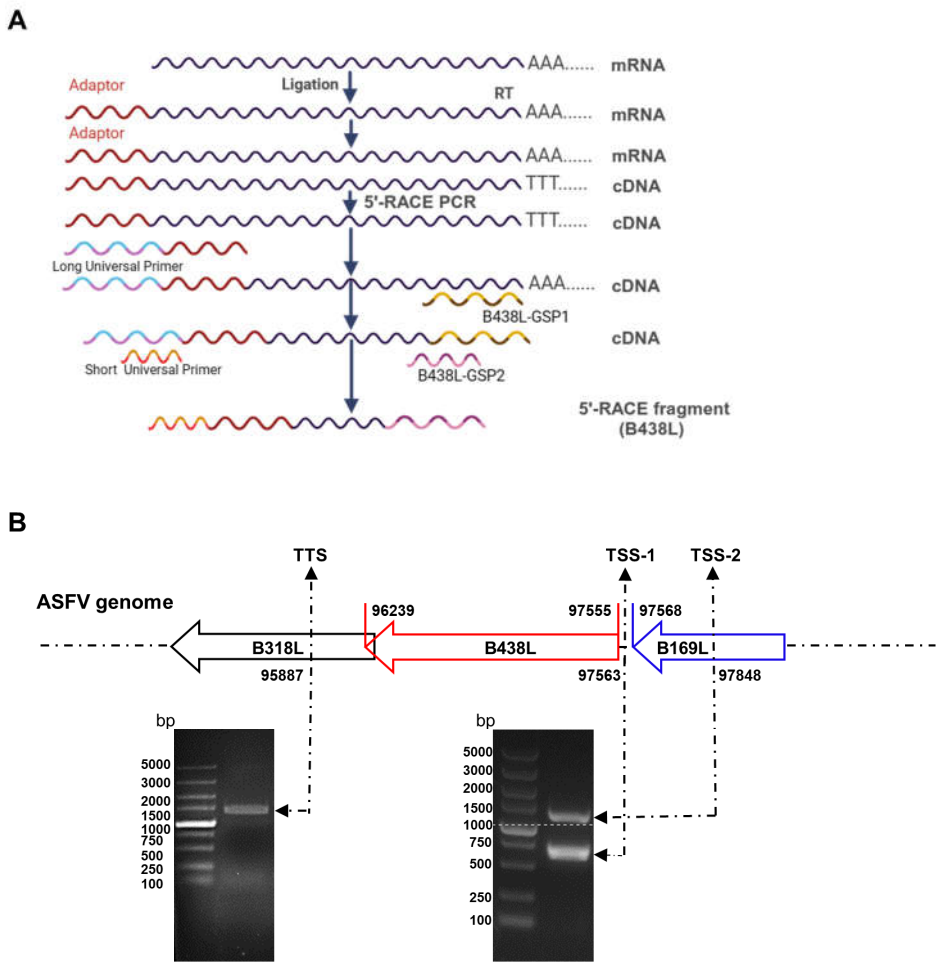 A
AAA...... mRNA
Adaptor
Ligation
RT
AAA...... mRNA
Adaptor
AAA...... mRNA
TTT...... cDNA
5'-RACE PCR
TTT...... cDNA
Long Universal Primer
AAA...... cDNA
B438L-GSP1
cDNA
Short Universal Primer
B438L-GSP2
5'-RACE fragment
(B438L)
B
TTS TSS-1 TSS-2
ASFV genome
96239 97555 97568
B318L B438L B169L
95887 97563 97848
bp
5000
3000
2000
1500
1000
750
500
250
100
bp
5000
3000
2000
1500
1000
750
500
250
100